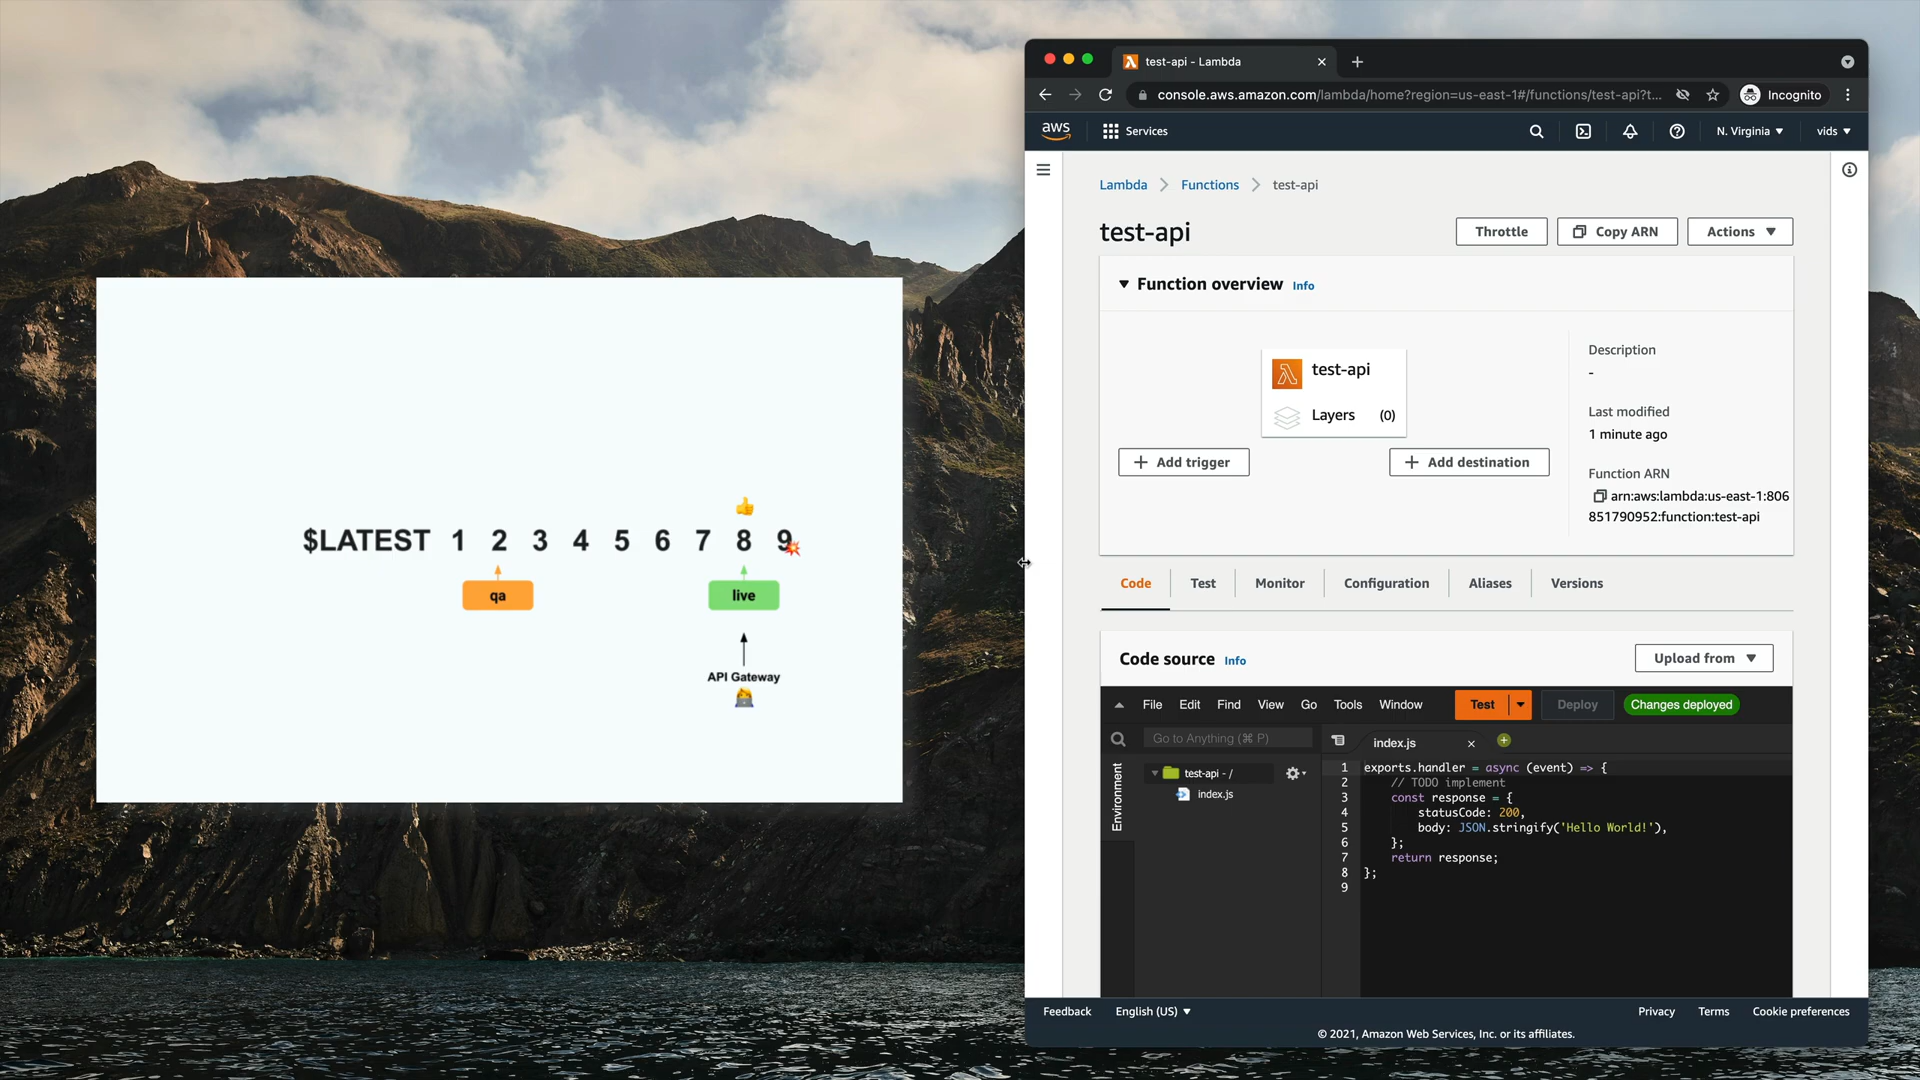 $LATEST 1 2 3 4 5 6 7 8 9
qa
live
API Gateway
test-api - Lambda
console.aws.amazon.com/lambda/home?region=us-east-1#/functions/test-api?t...
Incognito
aws
Services
N. Virginia
vids
Lambda
Functions
test-api
test-api
Throttle
Copy ARN
Actions
Function overview
Info
test-api
Layers
(0)
Add trigger
Add destination
Description
-
Last modified
1 minute ago
Function ARN
arn:aws:lambda:us-east-1:806
851790952:function:test-api
Code
Test
Monitor
Configuration
Aliases
Versions
Code source
Info
Upload from
File
Edit
Find
View
Go
Tools
Window
Test
Deploy
Changes deployed
Go to Anything (⌘ P)
index.js
Environment
test-api - /
index.js
1 exports.handler = async (event) => {
2 // TODO implement
3 const response = {
4 statusCode: 200,
5 body: JSON.stringify('Hello World!'),
6 };
7 return response;
8 };
9
Feedback
English (US)
Privacy
Terms
Cookie preferences
© 2021, Amazon Web Services, Inc. or its affiliates.